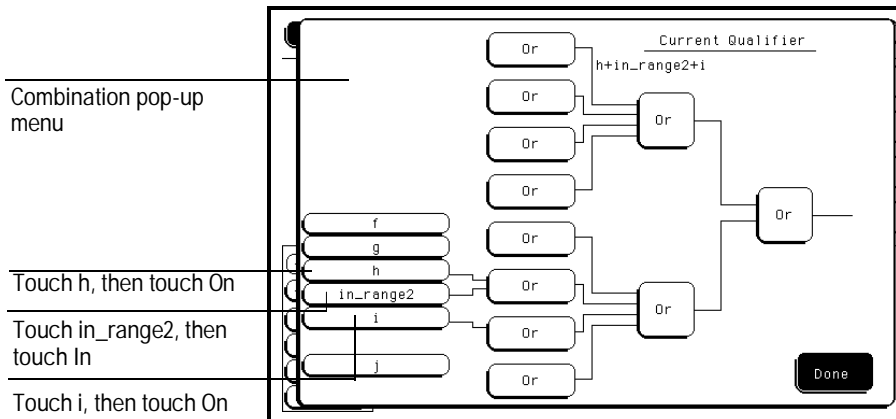 Combination pop-up
menu
Touch h, then touch On
Touch in_range2, then
touch In
Touch i, then touch On
Current Qualifier
h+in_range2+i
Or
Or
Or
Or
Or
Or
Or
Or
Or
Or
Or
f
g
h
in_range2
i
j
Done